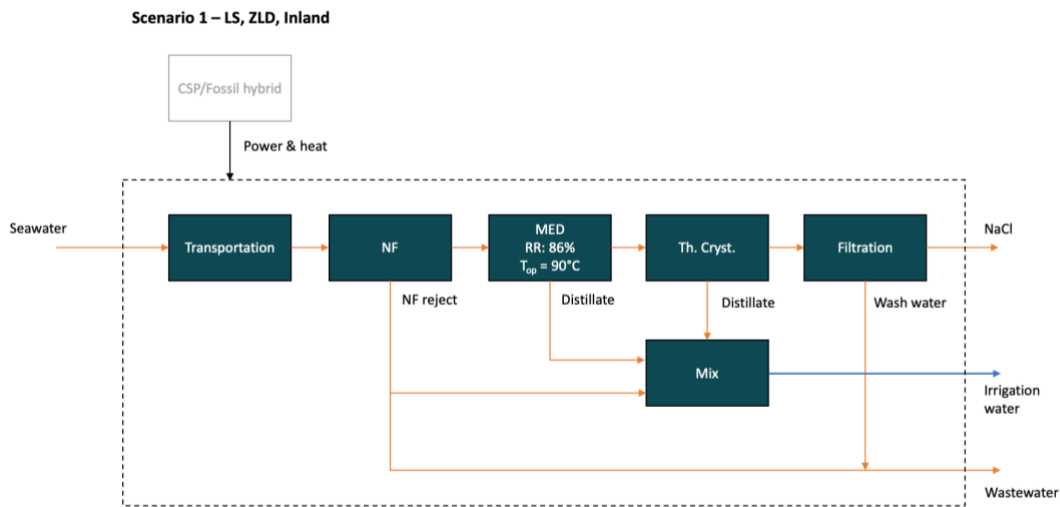 Scenario 1 – LS, ZLD, Inland
CSP/Fossil hybrid
Power & heat
Seawater
Transportation
NF
MED
RR: 86%
Top = 90°C
Th. Cryst.
Filtration
NaCl
NF reject
Distillate
Distillate
Wash water
Mix
Irrigation
water
Wastewater